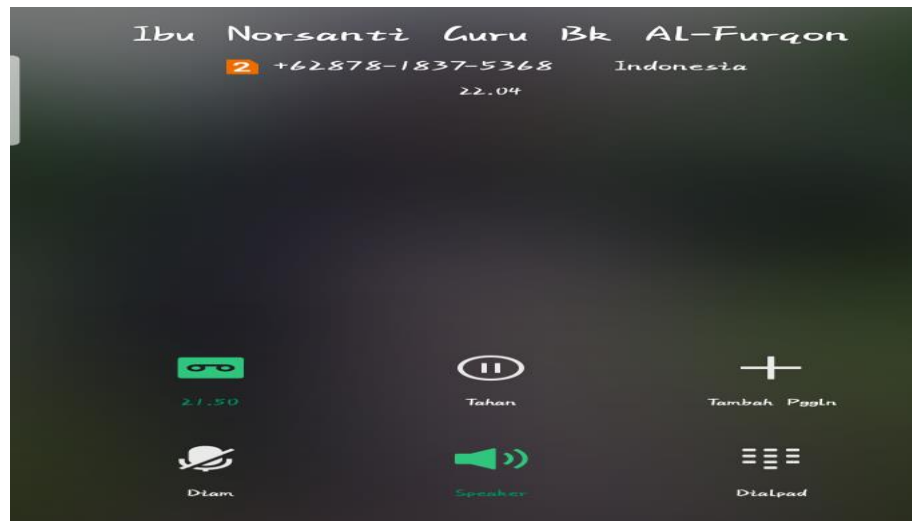 Ibu Norsanti Guru Bk AL-Furqon
2 +62878-1837-5368 Indonesia
22.04
21.50 Tahan Tambah Pggln
Diam Speaker Dialpad